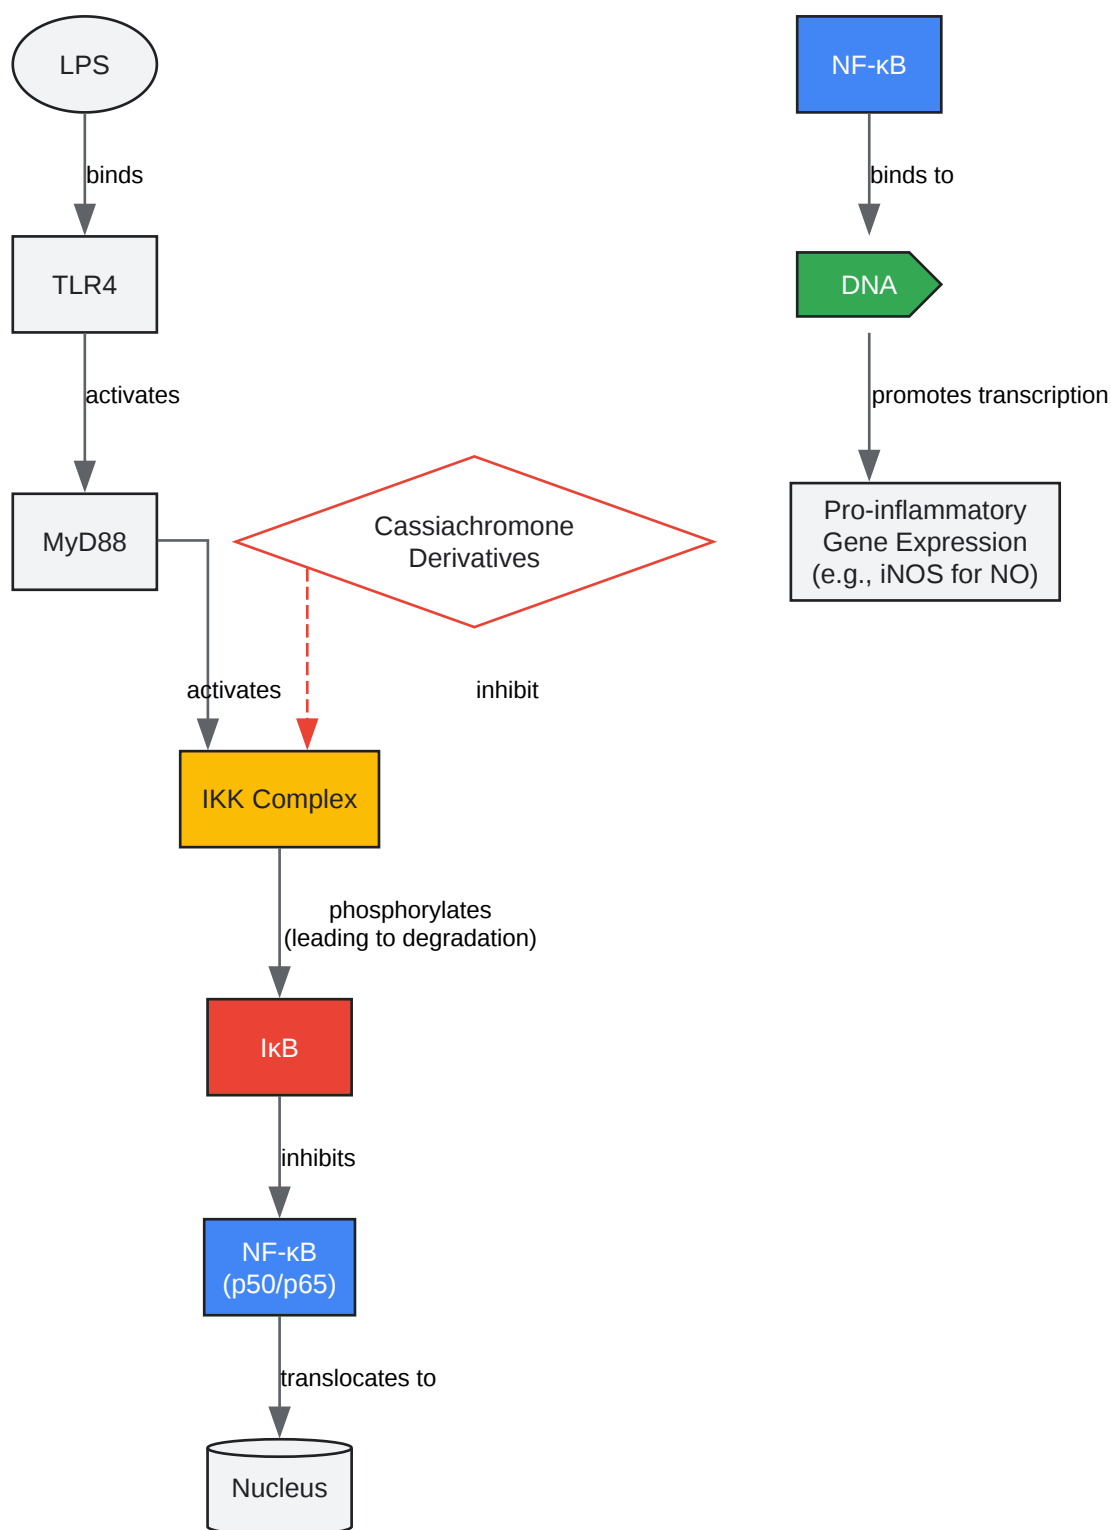 LPS
binds
TLR4
activates
MyD88
Cassiachromone
Derivatives
activates
inhibit
IKK Complex
phosphorylates
(leading to degradation)
IκB
inhibits
NF-κB
(p50/p65)
translocates to
Nucleus
NF-κB
binds to
DNA
promotes transcription
Pro-inflammatory
Gene Expression
(e.g., iNOS for NO)